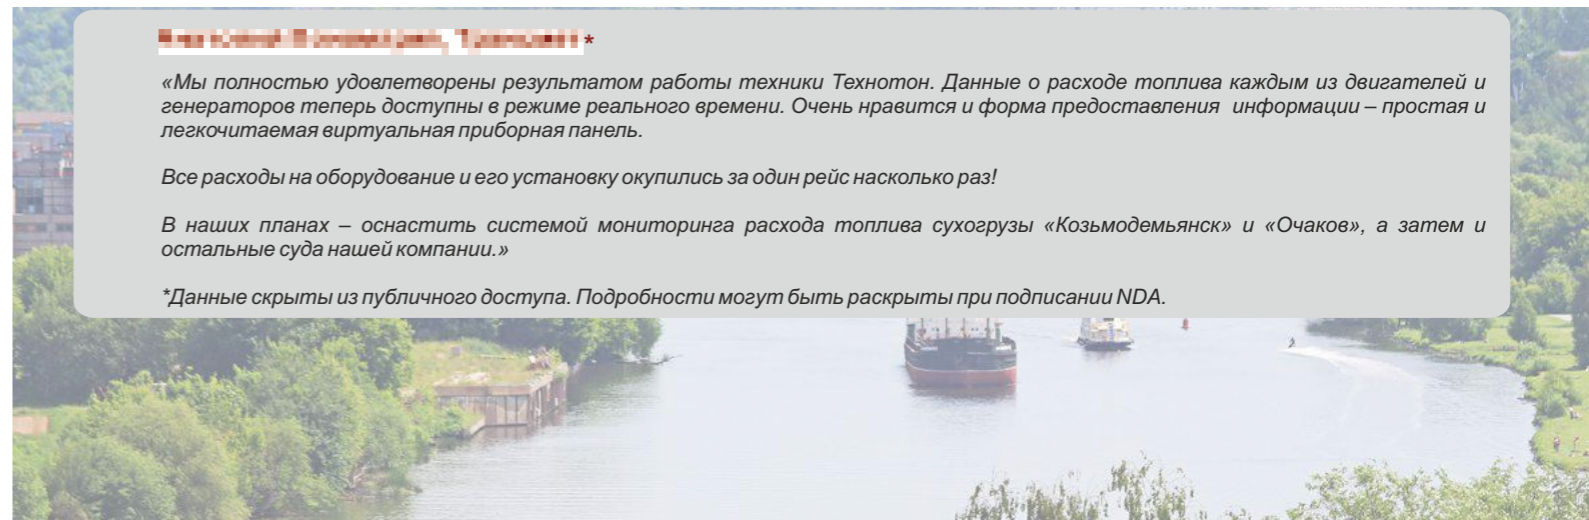 *
«Мы полностью удовлетворены результатом работы техники Технотон. Данные о расходе топлива каждым из двигателей и
генераторов теперь доступны в режиме реального времени. Очень нравится и форма предоставления информации – простая и
легкочитаемая виртуальная приборная панель.
Все расходы на оборудование и его установку окупились за один рейс насколько раз!
В наших планах – оснастить системой мониторинга расхода топлива сухогрузы «Козьмодемьянск» и «Очаков», а затем и
остальные суда нашей компании.»
*Данные скрыты из публичного доступа. Подробности могут быть раскрыты при подписании NDA.